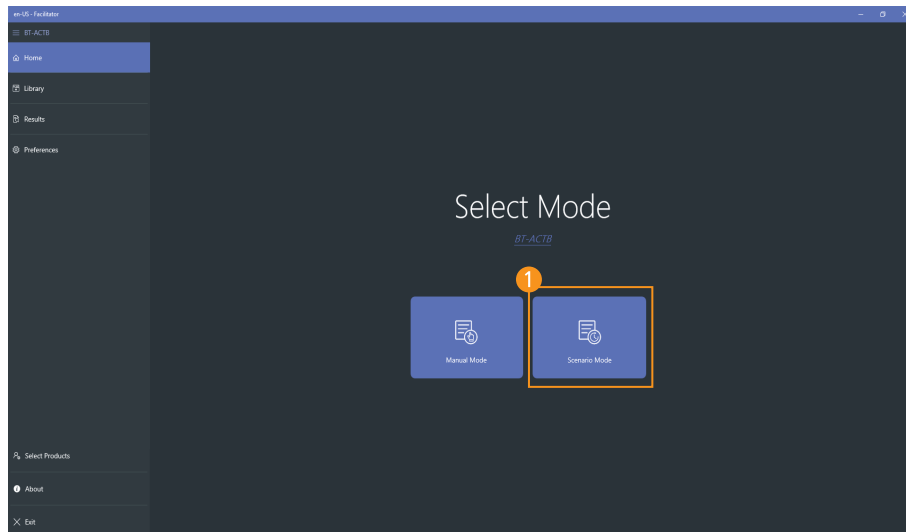 en-US - Facilitator
BT-ACTB
Home
Library
Results
Preferences
Select Mode
BT-ACTB
1
Manual Mode
Scenario Mode
Select Products
About
Exit